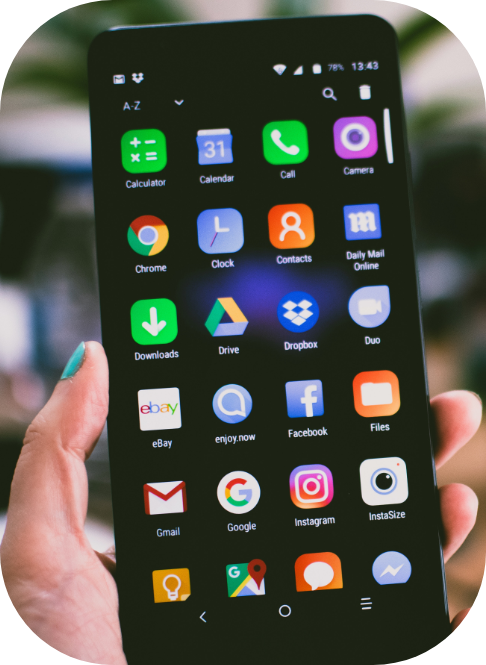 78% 13:43
A-Z
31
Calculator Calendar Call Camera
m
Chrome Clock Contacts Daily Mail
Online
Downloads Drive Dropbox Duo
ebay
f
eBay enjoy.now Facebook Files
M G
Gmail Google Instagram InstaSize
G